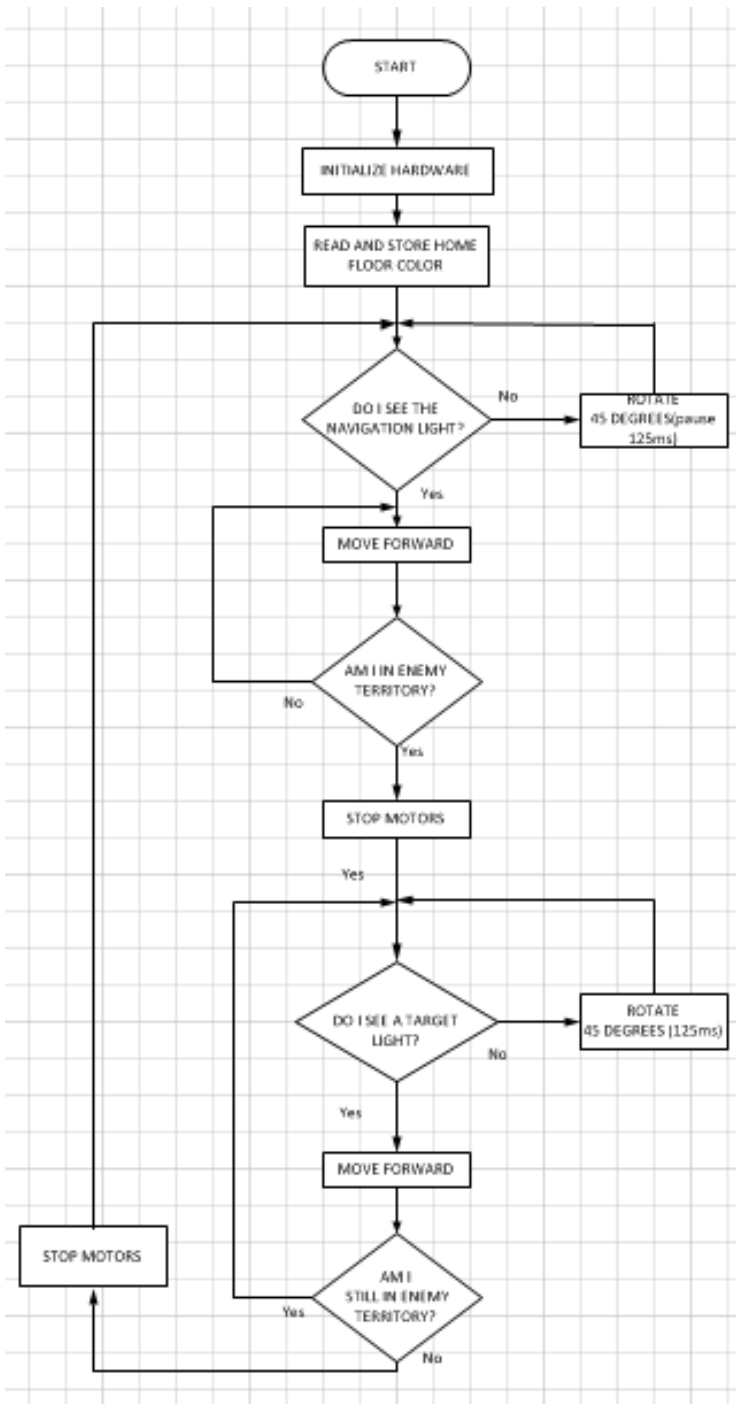 START
INITIALIZE HARDWARE
READ AND STORE HOME
FLOOR COLOR
DO I SEE THE
NAVIGATION LIGHT?
No
ROTATE
45 DEGREES(pause
125ms)
Yes
MOVE FORWARD
AM I IN ENEMY
TERRITORY?
No
Yes
STOP MOTORS
Yes
DO I SEE A TARGET
LIGHT?
No
ROTATE
45 DEGREES (125ms)
Yes
MOVE FORWARD
AM I
STILL IN ENEMY
TERRITORY?
Yes
No
STOP MOTORS